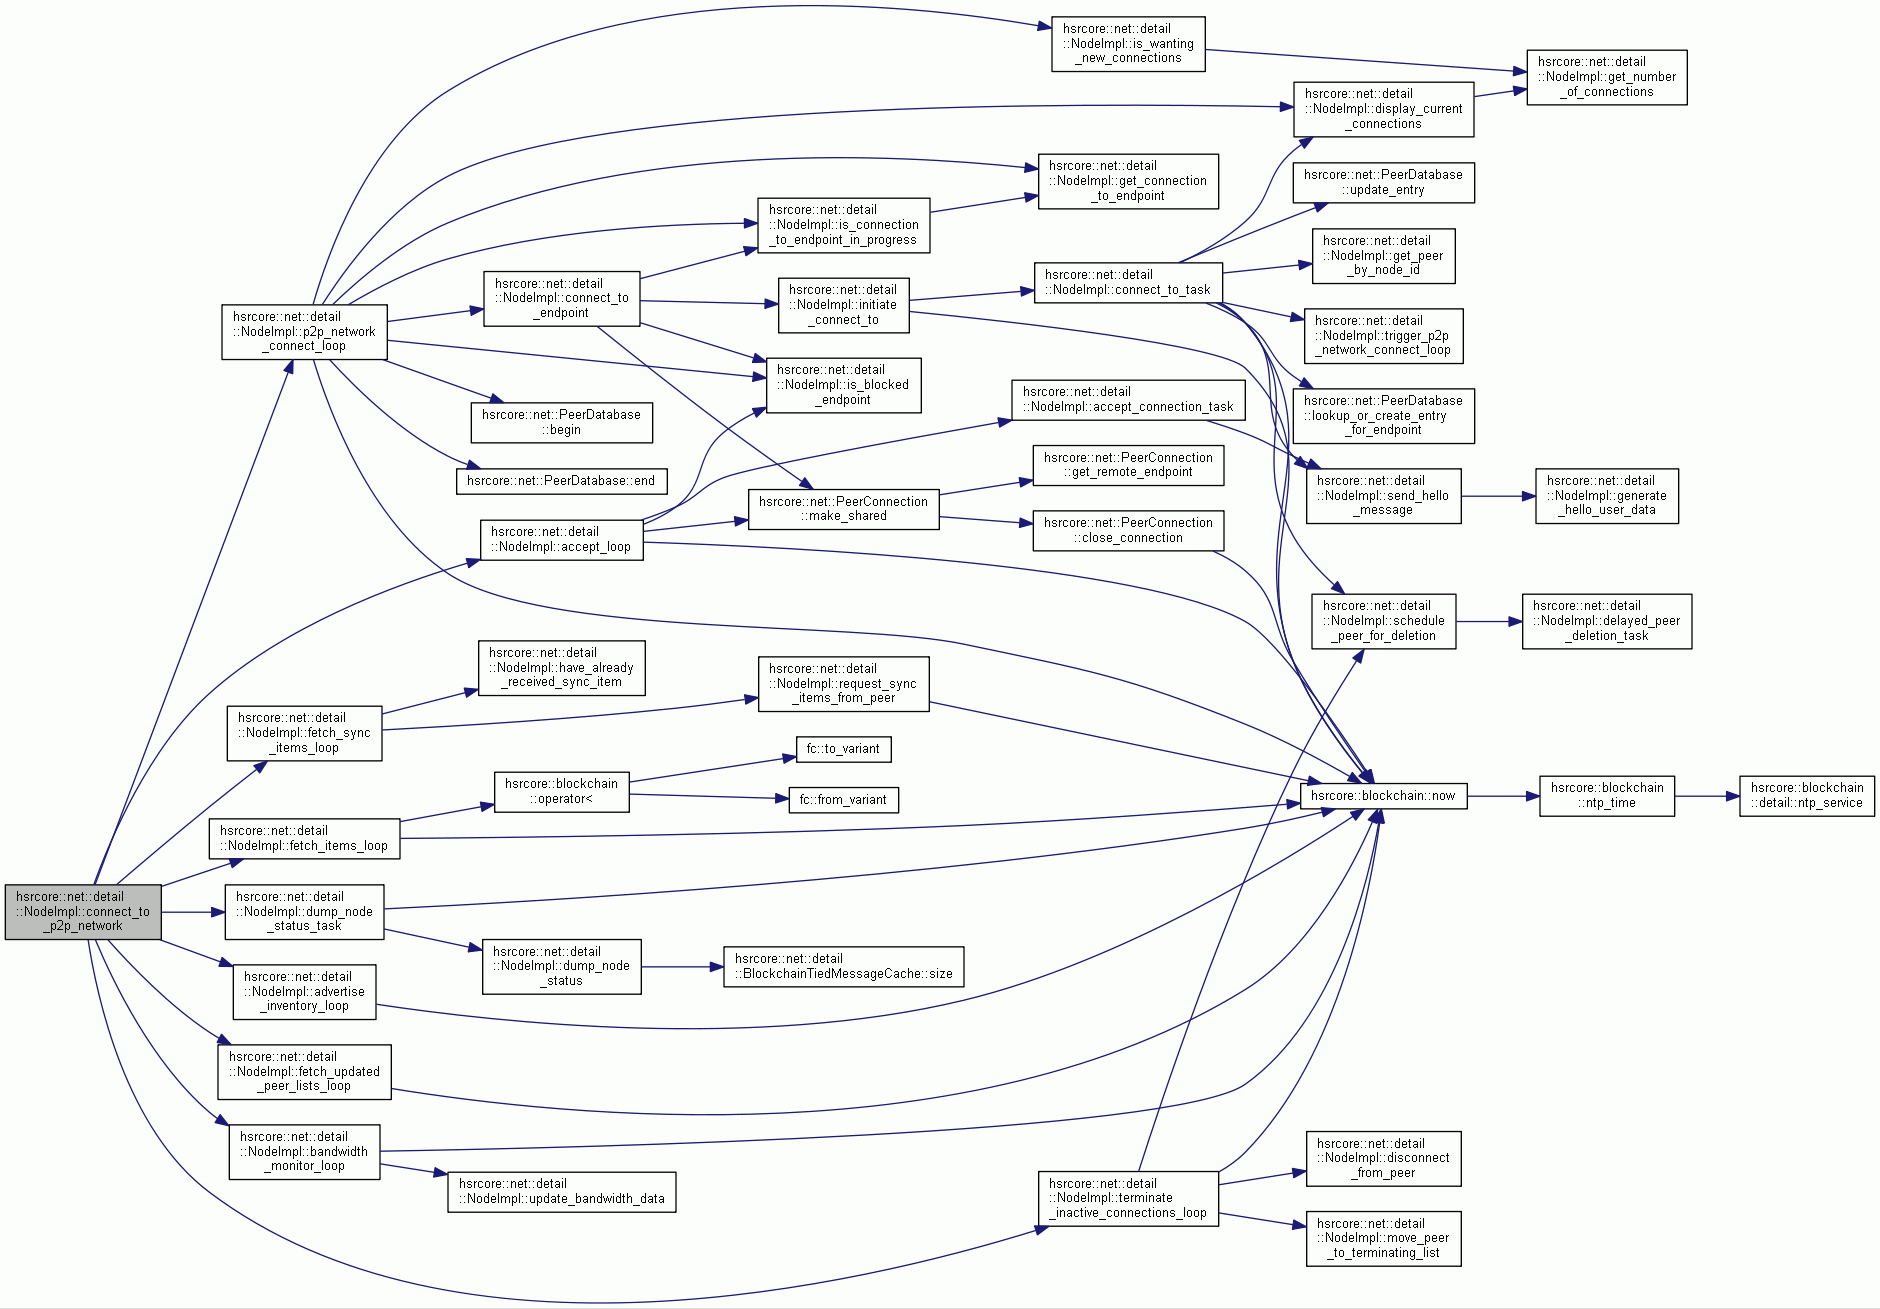 hsrcore::net::detail
::NodeImpl::is_wanting
_new_connections
hsrcore::net::detail
::NodeImpl::get_number
_of_connections
hsrcore::net::detail
::NodeImpl::display_current
_connections
hsrcore::net::detail
::NodeImpl::get_connection
_to_endpoint
hsrcore::net::PeerDatabase
::update_entry
hsrcore::net::detail
::NodeImpl::is_connection
_to_endpoint_in_progress
hsrcore::net::detail
::NodeImpl::get_peer
_by_node_id
hsrcore::net::detail
::NodeImpl::connect_to_task
hsrcore::net::detail
::NodeImpl::connect_to
_endpoint
hsrcore::net::detail
::NodeImpl::initiate
_connect_to
hsrcore::net::detail
::NodeImpl::p2p_network
_connect_loop
hsrcore::net::detail
::NodeImpl::trigger_p2p
_network_connect_loop
hsrcore::net::detail
::NodeImpl::is_blocked
_endpoint
hsrcore::net::detail
::NodeImpl::accept_connection_task
hsrcore::net::PeerDatabase
::lookup_or_create_entry
_for_endpoint
hsrcore::net::PeerDatabase
::begin
hsrcore::net::PeerConnection
::get_remote_endpoint
hsrcore::net::PeerDatabase::end
hsrcore::net::detail
::NodeImpl::send_hello
_message
hsrcore::net::detail
::NodeImpl::generate
_hello_user_data
hsrcore::net::PeerConnection
::make_shared
hsrcore::net::PeerConnection
::close_connection
hsrcore::net::detail
::NodeImpl::accept_loop
hsrcore::net::detail
::NodeImpl::schedule
_peer_for_deletion
hsrcore::net::detail
::NodeImpl::delayed_peer
_deletion_task
hsrcore::net::detail
::NodeImpl::have_already
_received_sync_item
hsrcore::net::detail
::NodeImpl::request_sync
_items_from_peer
hsrcore::net::detail
::NodeImpl::fetch_sync
_items_loop
fc::to_variant
hsrcore::blockchain
::operator<
fc::from_variant
hsrcore::blockchain::now
hsrcore::blockchain
::ntp_time
hsrcore::blockchain
::detail::ntp_service
hsrcore::net::detail
::NodeImpl::fetch_items_loop
hsrcore::net::detail
::NodeImpl::connect_to
_p2p_network
hsrcore::net::detail
::NodeImpl::dump_node
_status_task
hsrcore::net::detail
::NodeImpl::dump_node
_status
hsrcore::net::detail
::BlockchainTiedMessageCache::size
hsrcore::net::detail
::NodeImpl::advertise
_inventory_loop
hsrcore::net::detail
::NodeImpl::fetch_updated
_peer_lists_loop
hsrcore::net::detail
::NodeImpl::bandwidth
_monitor_loop
hsrcore::net::detail
::NodeImpl::update_bandwidth_data
hsrcore::net::detail
::NodeImpl::terminate
_inactive_connections_loop
hsrcore::net::detail
::NodeImpl::disconnect
_from_peer
hsrcore::net::detail
::NodeImpl::move_peer
_to_terminating_list